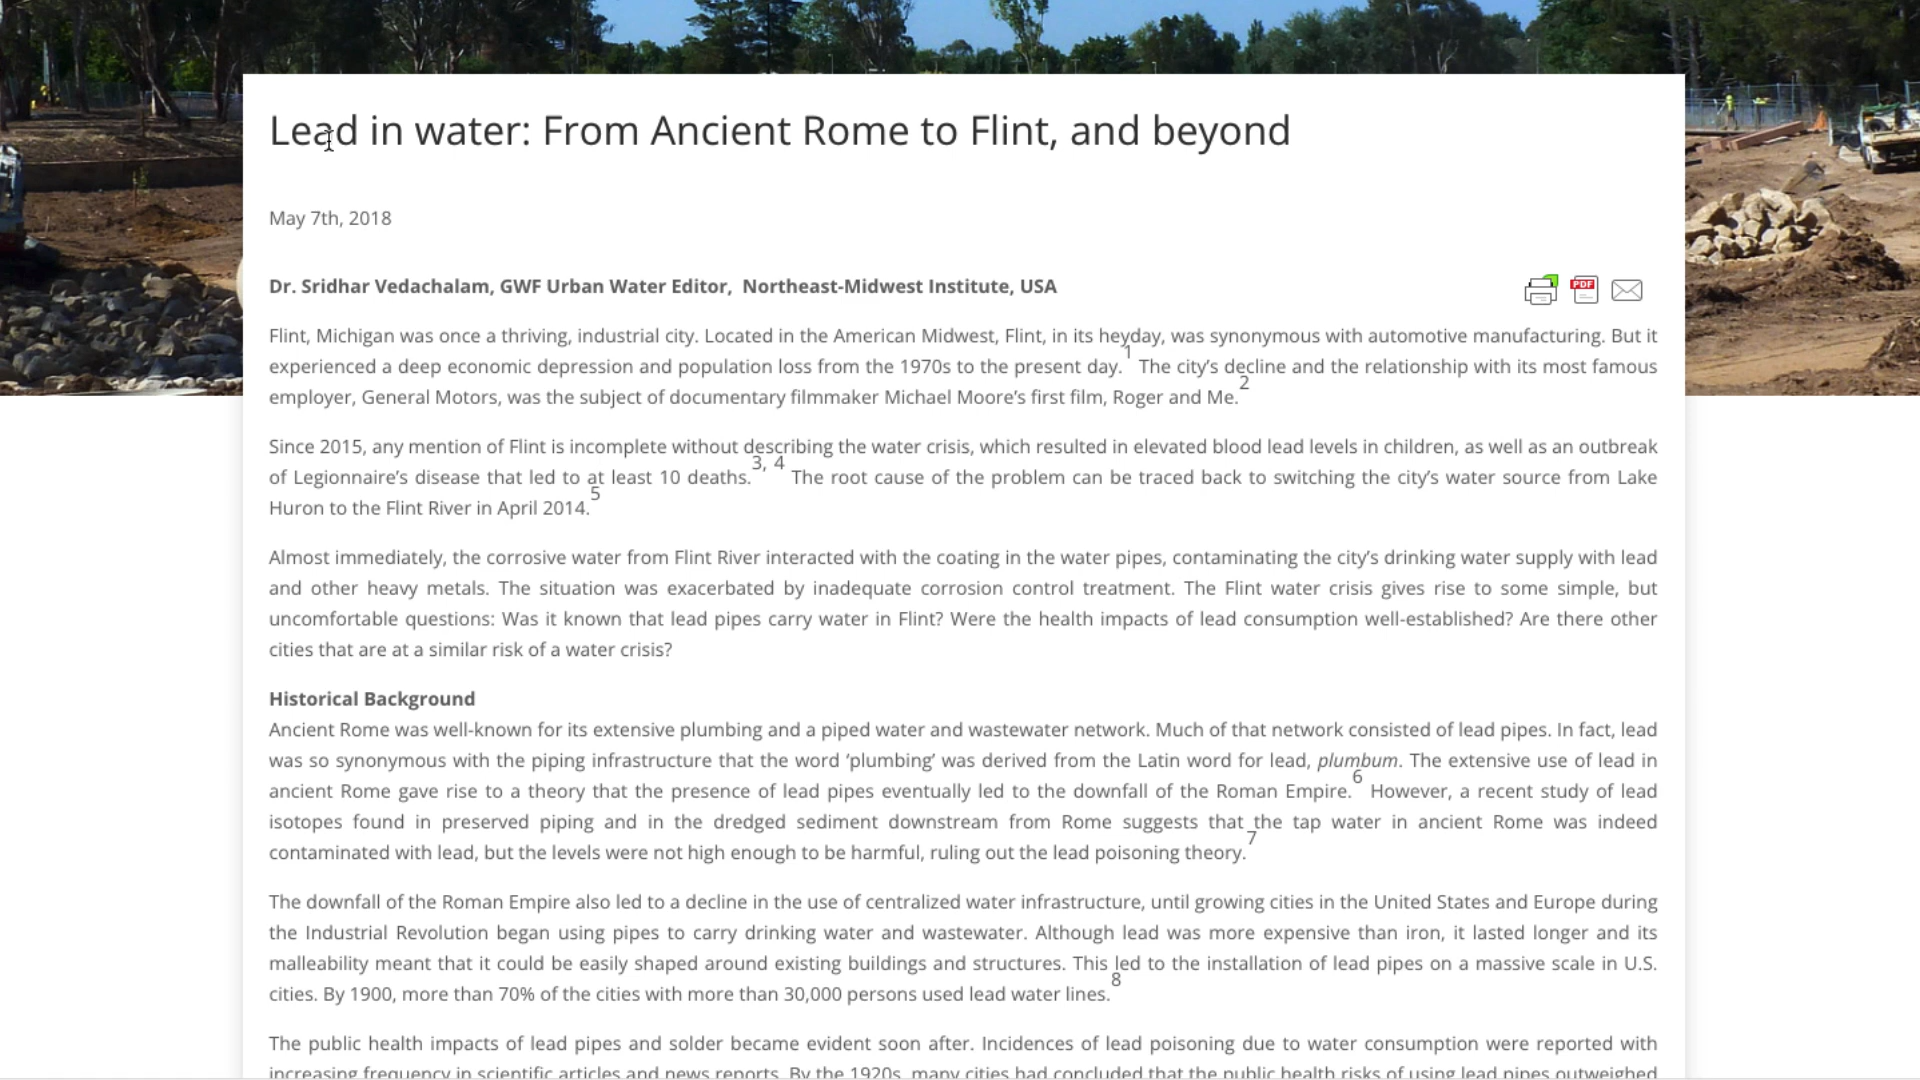 Lead in water: From Ancient Rome to Flint, and beyond
May 7th, 2018
Dr. Sridhar Vedachalam, GWF Urban Water Editor, Northeast-Midwest Institute, USA
PDF
Flint, Michigan was once a thriving, industrial city. Located in the American Midwest, Flint, in its heyday, was synonymous with automotive manufacturing. But it
experienced a deep economic depression and population loss from the 1970s to the present day.1 The city’s decline and the relationship with its most famous
employer, General Motors, was the subject of documentary filmmaker Michael Moore’s first film, Roger and Me.2
Since 2015, any mention of Flint is incomplete without describing the water crisis, which resulted in elevated blood lead levels in children, as well as an outbreak
of Legionnaire’s disease that led to at least 10 deaths.3, 4 The root cause of the problem can be traced back to switching the city’s water source from Lake
Huron to the Flint River in April 2014.5
Almost immediately, the corrosive water from Flint River interacted with the coating in the water pipes, contaminating the city’s drinking water supply with lead
and other heavy metals. The situation was exacerbated by inadequate corrosion control treatment. The Flint water crisis gives rise to some simple, but
uncomfortable questions: Was it known that lead pipes carry water in Flint? Were the health impacts of lead consumption well-established? Are there other
cities that are at a similar risk of a water crisis?
Historical Background
Ancient Rome was well-known for its extensive plumbing and a piped water and wastewater network. Much of that network consisted of lead pipes. In fact, lead
was so synonymous with the piping infrastructure that the word ‘plumbing’ was derived from the Latin word for lead, plumbum. The extensive use of lead in
ancient Rome gave rise to a theory that the presence of lead pipes eventually led to the downfall of the Roman Empire.6 However, a recent study of lead
isotopes found in preserved piping and in the dredged sediment downstream from Rome suggests that the tap water in ancient Rome was indeed
contaminated with lead, but the levels were not high enough to be harmful, ruling out the lead poisoning theory.7
The downfall of the Roman Empire also led to a decline in the use of centralized water infrastructure, until growing cities in the United States and Europe during
the Industrial Revolution began using pipes to carry drinking water and wastewater. Although lead was more expensive than iron, it lasted longer and its
malleability meant that it could be easily shaped around existing buildings and structures. This led to the installation of lead pipes on a massive scale in U.S.
cities. By 1900, more than 70% of the cities with more than 30,000 persons used lead water lines.8
The public health impacts of lead pipes and solder became evident soon after. Incidences of lead poisoning due to water consumption were reported with
increasing frequency in scientific articles and news reports. By the 1920s, many cities had concluded that the public health risks of using lead pipes outweighed